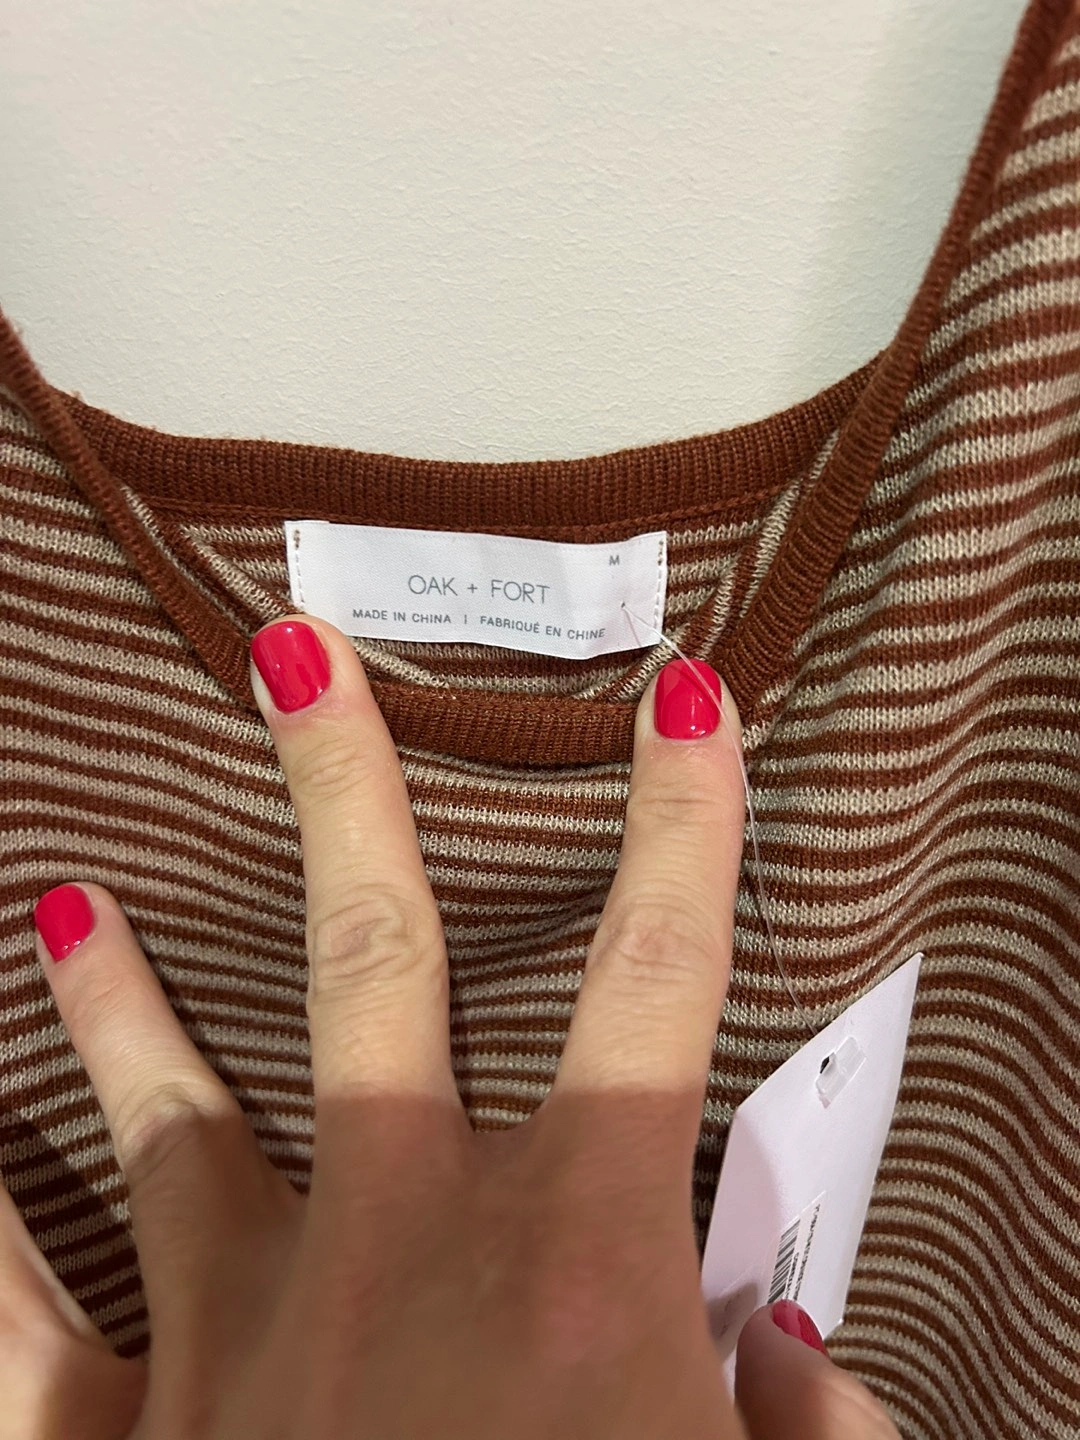 M
OAK + FORT
MADE IN CHINA | FABRIQUÉ EN CHINE